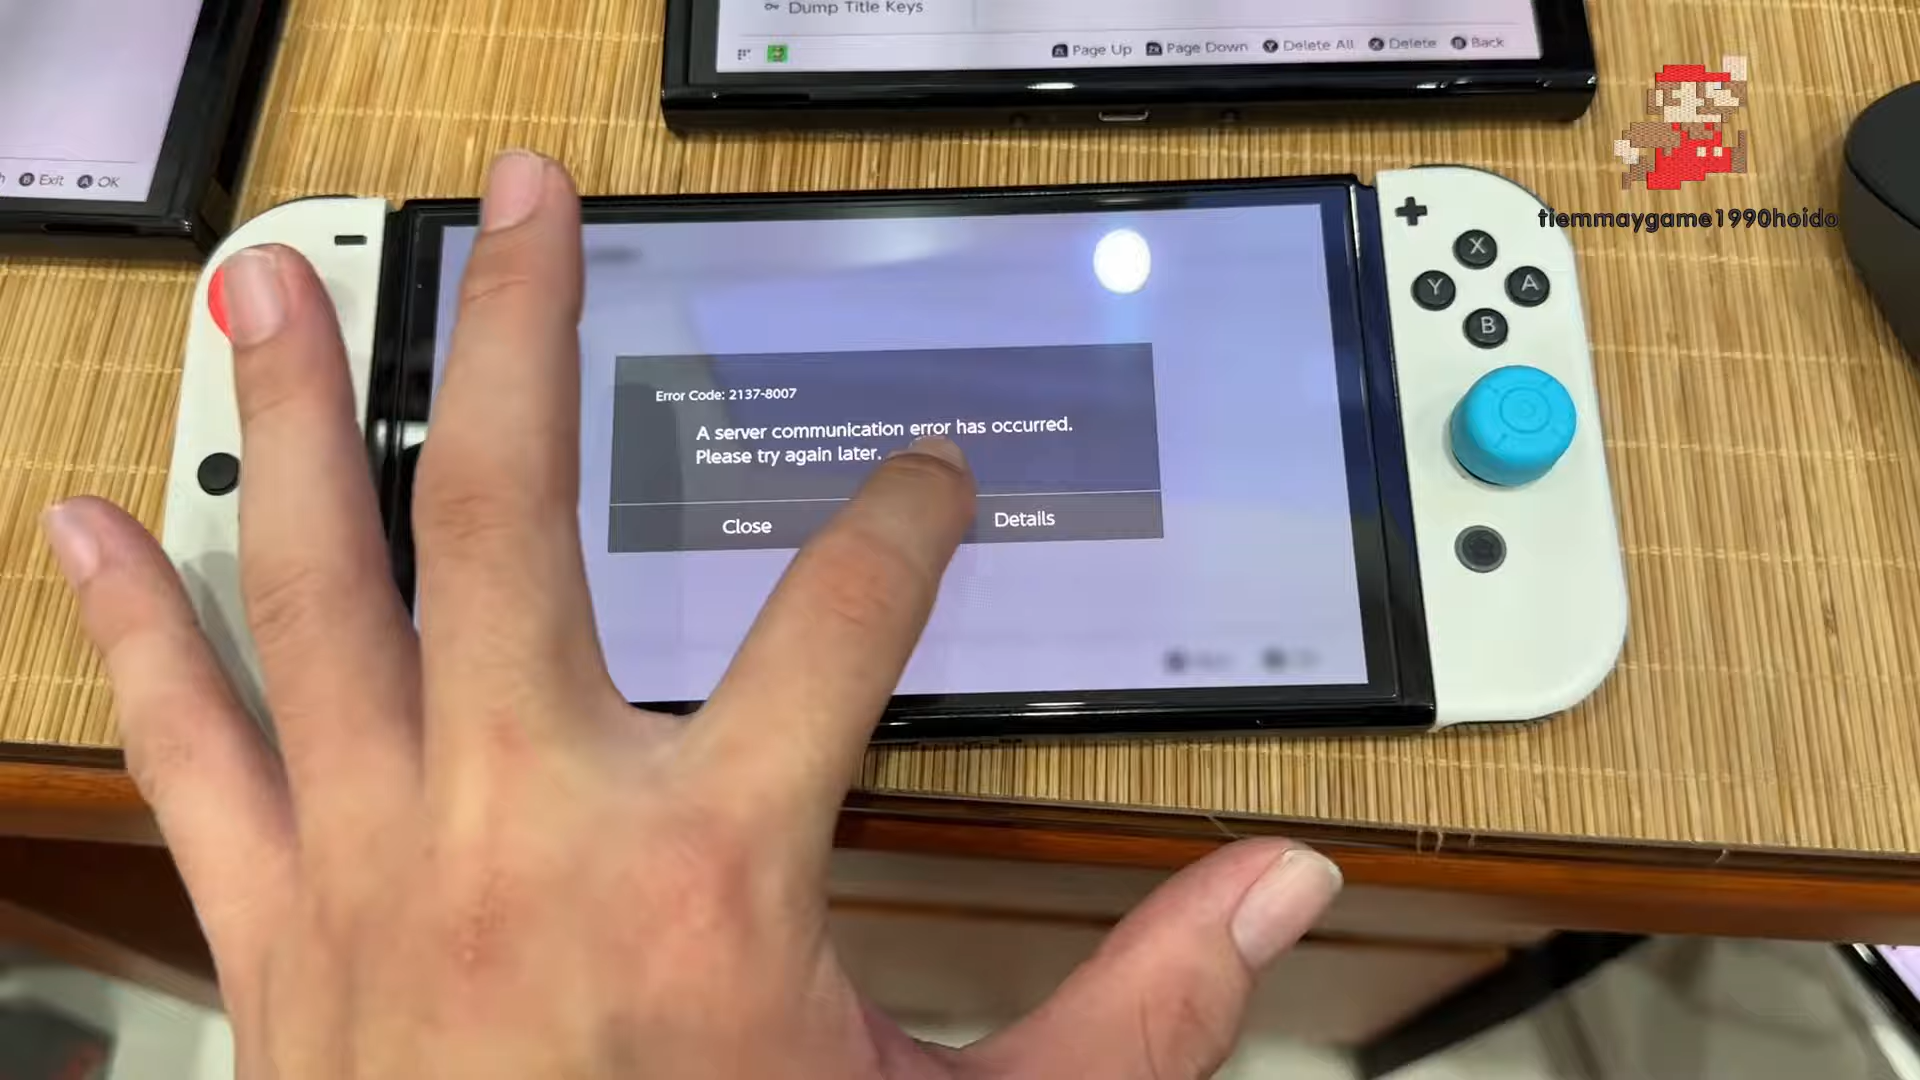 Dump Title Keys
Page Up Page Down Delete All Delete Back
Exit OK
tiemmaygame1990hoido
X
Y
A
B
Error Code: 2137-8007
A server communication error has occurred.
Please try again later.
Close
Details